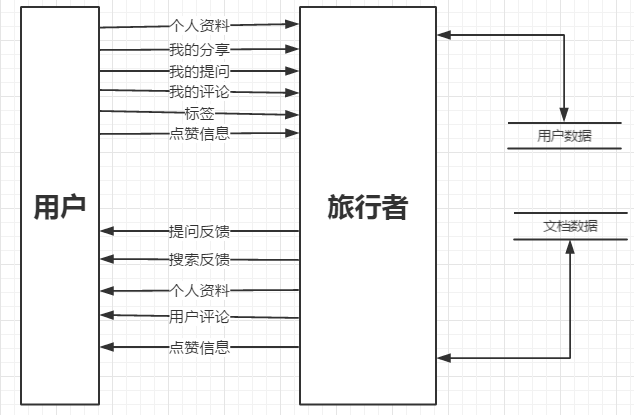 个人资料
我的分享
我的提问
我的评论
标签
点赞信息
用户
旅行者
提问反馈
搜索反馈
个人资料
用户评论
点赞信息
用户数据
文档数据